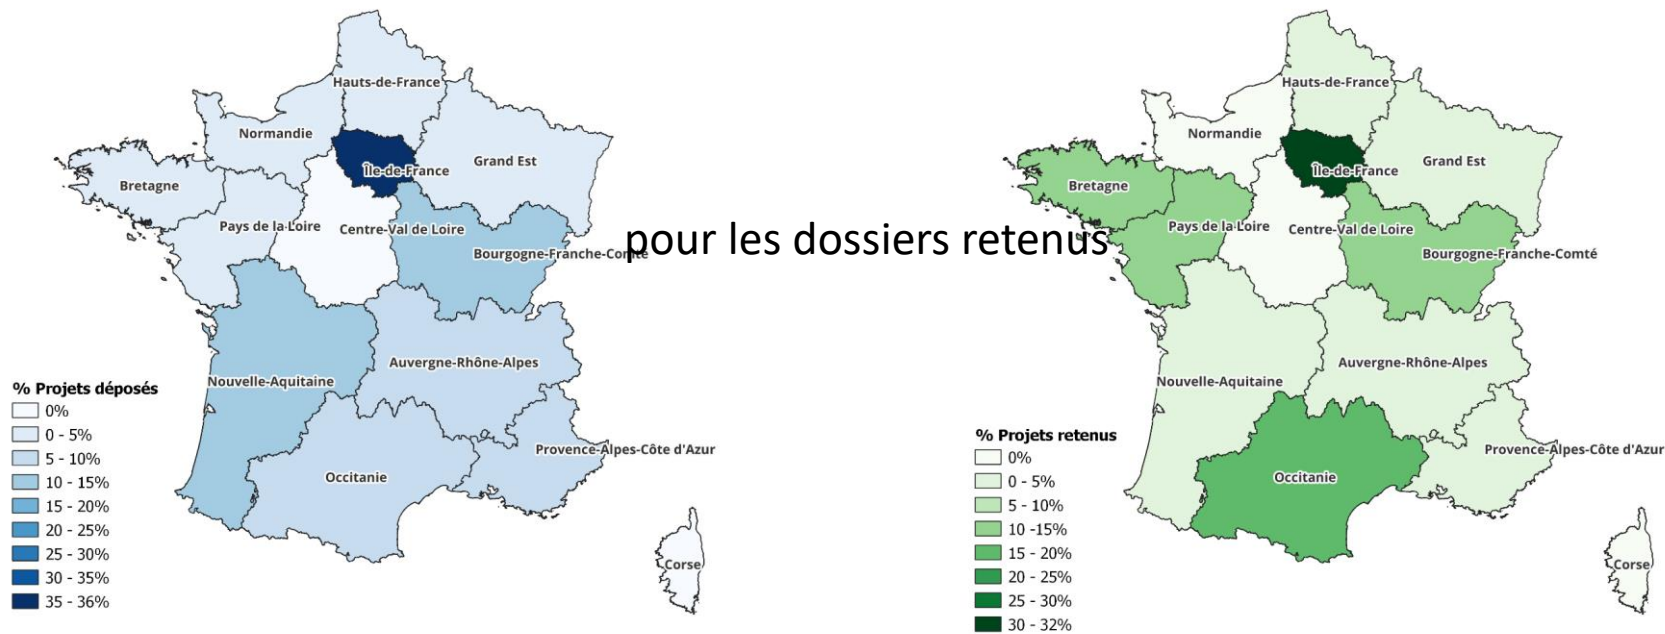 Hauts-de-France
Normandie
Île-de-France
Grand Est
Bretagne
Pays de la Loire
Centre-Val de Loire
Bourgogne-Franche-Comté
Nouvelle-Aquitaine
Auvergne-Rhône-Alpes
Provence-Alpes-Côte d'Azur
Occitanie
Corse
% Projets déposés
0%
0 - 5%
5 - 10%
10 - 15%
15 - 20%
20 - 25%
25 - 30%
30 - 35%
35 - 36%
pour les dossiers retenus
Hauts-de-France
Normandie
Île-de-France
Grand Est
Bretagne
Pays de la Loire
Centre-Val de Loire
Bourgogne-Franche-Comté
Nouvelle-Aquitaine
Auvergne-Rhône-Alpes
Provence-Alpes-Côte d'Azur
Occitanie
Corse
% Projets retenus
0%
0 - 5%
5 - 10%
10 -15%
15 - 20%
20 - 25%
25 - 30%
30 - 32%